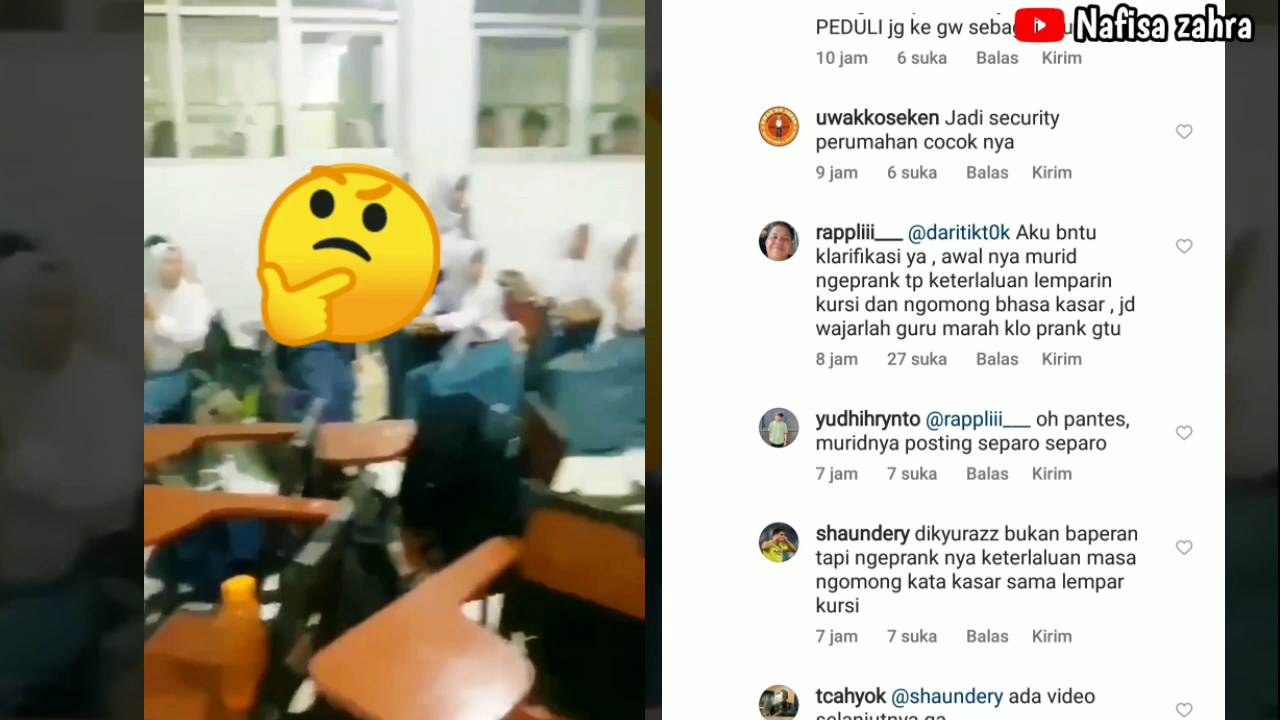 PEDULI jg ke gw
Nafisa zahra
10 jam 6 suka Balas Kirim
uwakkoseken Jadi security
perumahan cocok nya
9 jam 6 suka Balas Kirim
rappliii___ @daritikt0k Aku bntu
klarifikasi ya , awal nya murid
ngeprank tp keterlaluan lemparin
kursi dan ngomong bhasa kasar , jd
wajarlah guru marah klo prank gtu
8 jam 27 suka Balas Kirim
yudhihrynto @rappliii___ oh pantes,
muridnya posting separo separo
7 jam 7 suka Balas Kirim
shaundery dikyurazz bukan baperan
tapi ngeprank nya keterlaluan masa
ngomong kata kasar sama lempar
kursi
7 jam 7 suka Balas Kirim
tcahyok @shaundery ada video
selanjutnya ga